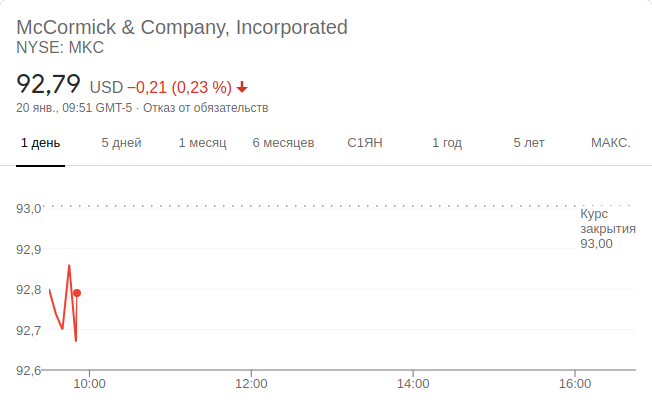 McCormick & Company, Incorporated
NYSE: MKC
92,79 USD −0,21 (0,23 %)
20 янв., 09:51 GMT-5 · Отказ от обязательств
1 день 5 дней 1 месяц 6 месяцев С1ЯН 1 год 5 лет МАКС.
93,0
Курс
закрытия
93,00
92,9
92,8
92,7
92,6
10:00 12:00 14:00 16:00